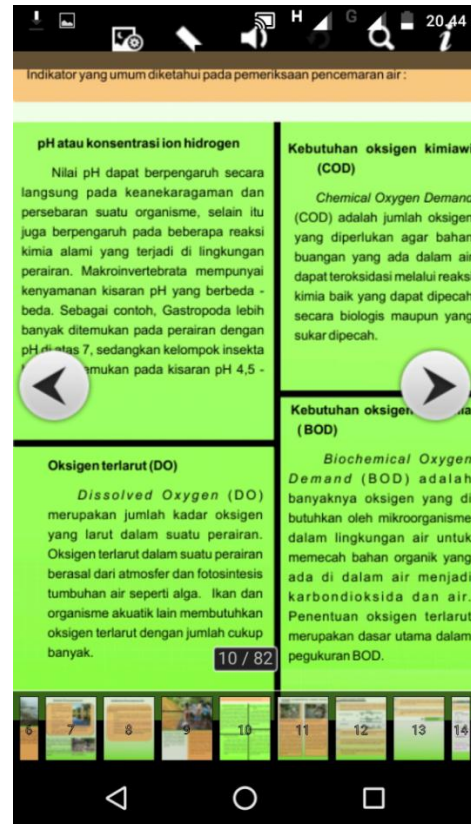 H
G
20.44
Indikator yang umum diketahui pada pemeriksaan pencemaran air :
pH atau konsentrasi ion hidrogen
Nilai pH dapat berpengaruh secara
langsung pada keanekaragaman dan
persebaran suatu organisme, selain itu
juga berpengaruh pada beberapa reaksi
kimia alami yang terjadi di lingkungan
perairan. Makroinvertebrata mempunyai
kenyamanan kisaran pH yang berbeda -
beda. Sebagai contoh, Gastropoda lebih
banyak ditemukan pada perairan dengan
pH di atas 7, sedangkan kelompok insekta
emukan pada kisaran pH 4,5 -
Oksigen terlarut (DO)
Dissolved Oxygen (DO)
merupakan jumlah kadar oksigen
yang larut dalam suatu perairan.
Oksigen terlarut dalam suatu perairan
berasal dari atmosfer dan fotosintesis
tumbuhan air seperti alga. Ikan dan
organisme akuatik lain membutuhkan
oksigen terlarut dengan jumlah cukup
banyak.
Kebutuhan oksigen kimiawi
(COD)
Chemical Oxygen Demand
(COD) adalah jumlah oksigen
yang diperlukan agar bahan
buangan yang ada dalam air
dapat teroksidasi melalui reaksi
kimia baik yang dapat dipecah
secara biologis maupun yang
sukar dipecah.
Kebutuhan oksigen
(BOD)
Biochemical Oxygen
Demand (BOD) adalah
banyaknya oksigen yang di
butuhkan oleh mikroorganisme
dalam lingkungan air untuk
memecah bahan organik yang
ada di dalam air menjadi
karbondioksida dan air.
Penentuan oksigen terlarut
merupakan dasar utama dalam
pegukuran BOD.
10 / 82
6 7 8 9 10 11 12 13 14